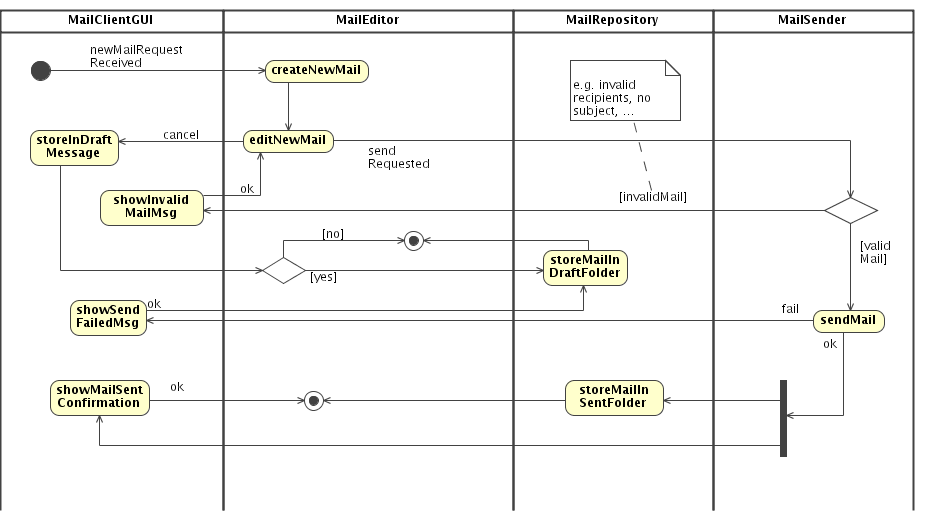 MailClientGUI
MailEditor
MailRepository
MailSender
newMailRequest
Received
createNewMail
e.g. invalid
recipients, no
subject, ...
storeInDraft
Message
cancel
editNewMail
send
Requested
ok
showInvalid
MailMsg
[invalidMail]
[no]
[valid
Mail]
[yes]
storeMailIn
DraftFolder
ok
showSend
FailedMsg
fail
sendMail
ok
showMailSent
Confirmation
ok
storeMailIn
SentFolder